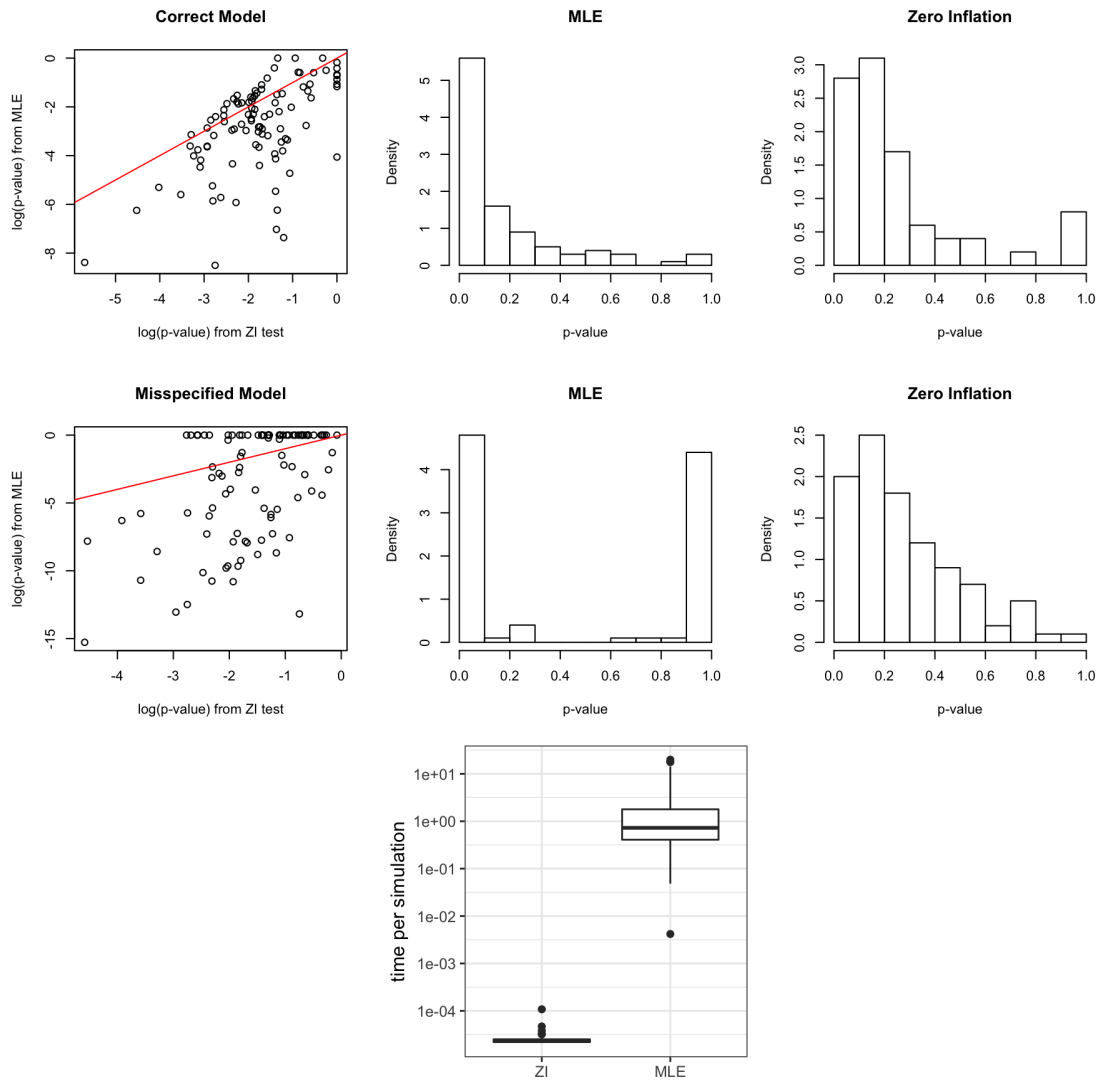 Correct Model
MLE
Zero Inflation
log(p-value) from MLE
0
-2
-4
-6
-8
-5
-4
-3
-2
-1
0
log(p-value) from ZI test
Density
5
4
3
2
1
0
0.0
0.2
0.4
0.6
0.8
1.0
p-value
Density
3.0
2.5
2.0
1.5
1.0
0.5
0.0
0.0
0.2
0.4
0.6
0.8
1.0
p-value
Misspecified Model
MLE
Zero Inflation
log(p-value) from MLE
0
-5
-10
-15
-4
-3
-2
-1
0
log(p-value) from ZI test
Density
4
3
2
1
0
0.0
0.2
0.4
0.6
0.8
1.0
p-value
Density
2.5
2.0
1.5
1.0
0.5
0.0
0.0
0.2
0.4
0.6
0.8
1.0
p-value
time per simulation
1e+01
1e+00
1e-01
1e-02
1e-03
1e-04
ZI
MLE